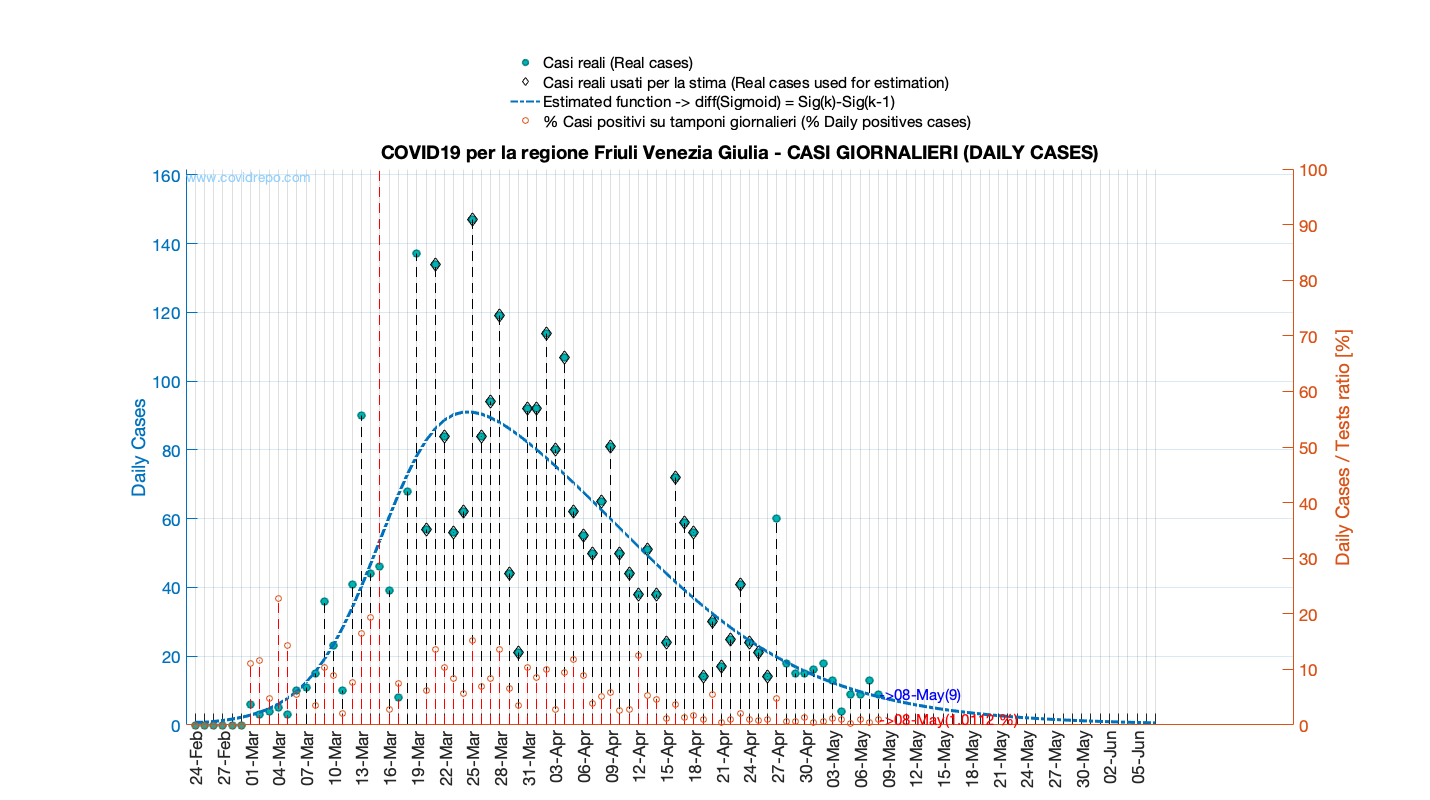 Casi reali (Real cases)
Casi reali usati per la stima (Real cases used for estimation)
Estimated function -> diff(Sigmoid) = Sig(k)-Sig(k-1)
% Casi positivi su tamponi giornalieri (% Daily positives cases)
COVID19 per la regione Friuli Venezia Giulia - CASI GIORNALIERI (DAILY CASES)
www.covidrepo.com
Daily Cases
160
140
120
100
80
60
40
20
0
100
90
80
70
60
50
40
30
20
10
0
Daily Cases / Tests ratio [%]
->08-May(9)
->08-May(1.0112 %)
24-Feb
27-Feb
01-Mar
04-Mar
07-Mar
10-Mar
13-Mar
16-Mar
19-Mar
22-Mar
25-Mar
28-Mar
31-Mar
03-Apr
06-Apr
09-Apr
12-Apr
15-Apr
18-Apr
21-Apr
24-Apr
27-Apr
30-Apr
03-May
06-May
09-May
12-May
15-May
18-May
21-May
24-May
27-May
30-May
02-Jun
05-Jun